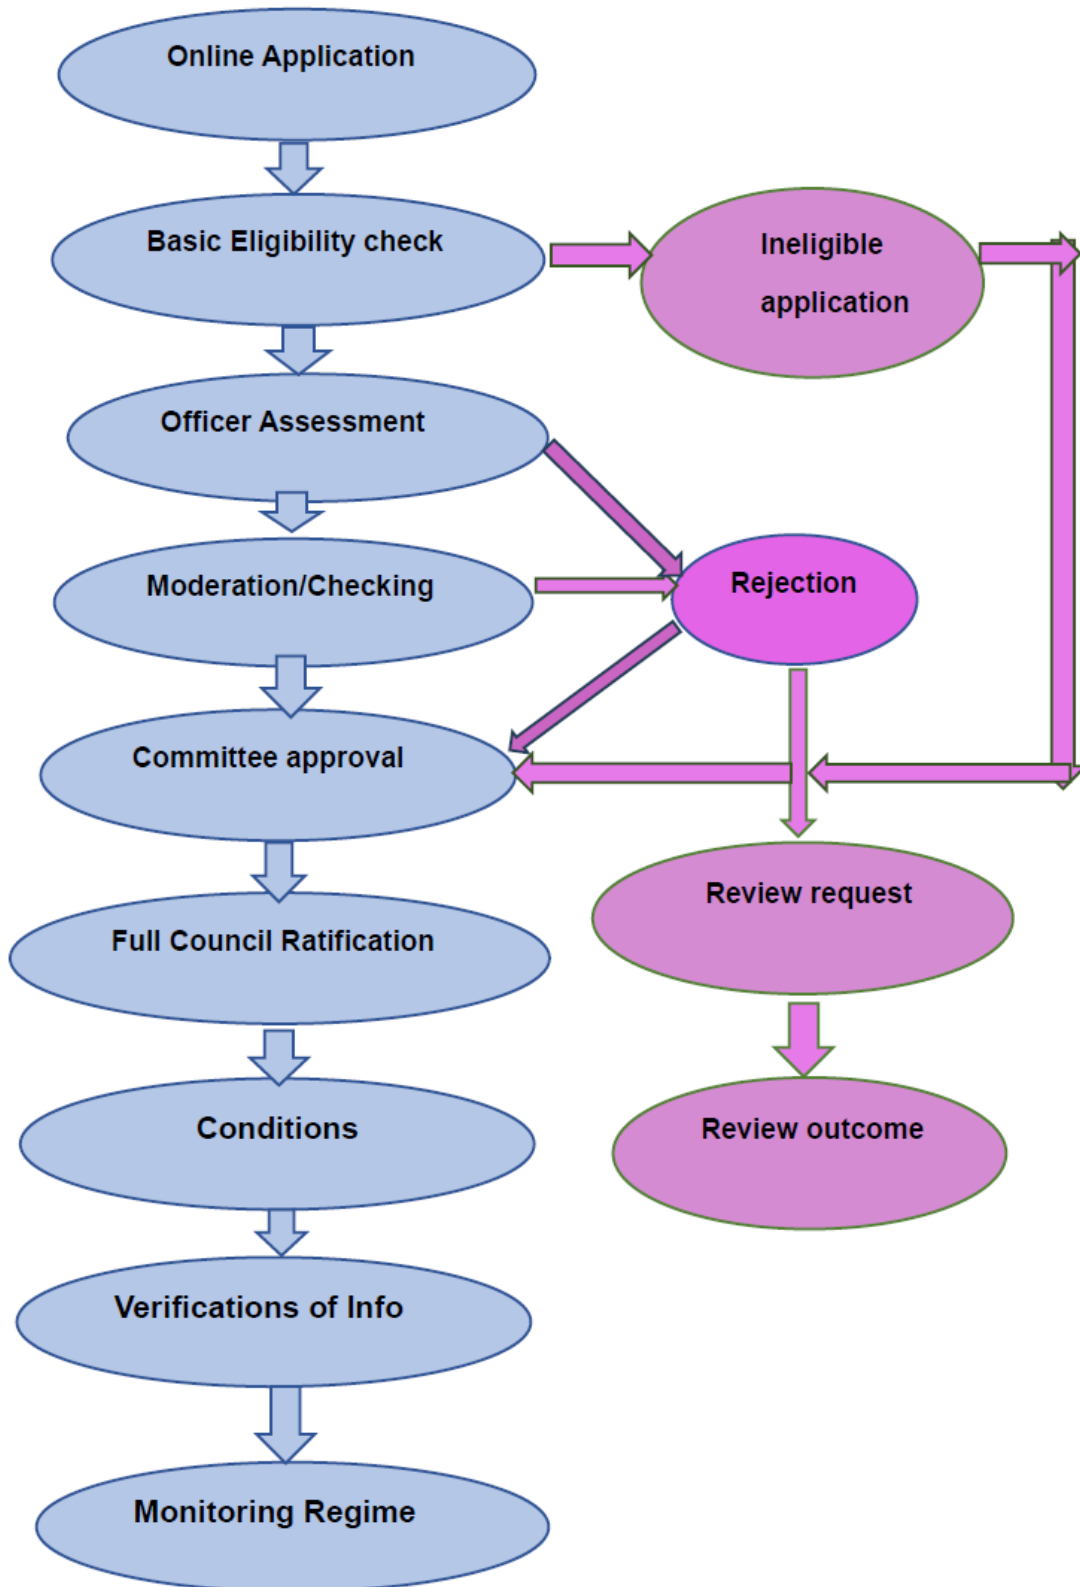 Online Application
Basic Eligibility check
Ineligible
application
Officer Assessment
Moderation/Checking
Rejection
Committee approval
Review request
Full Council Ratification
Conditions
Review outcome
Verifications of Info
Monitoring Regime